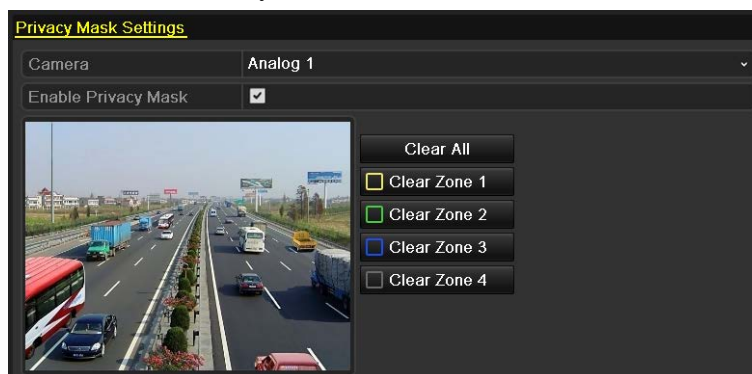 Privacy Mask Settings
Camera Analog 1
Enable Privacy Mask
Clear All
Clear Zone 1
Clear Zone 2
Clear Zone 3
Clear Zone 4